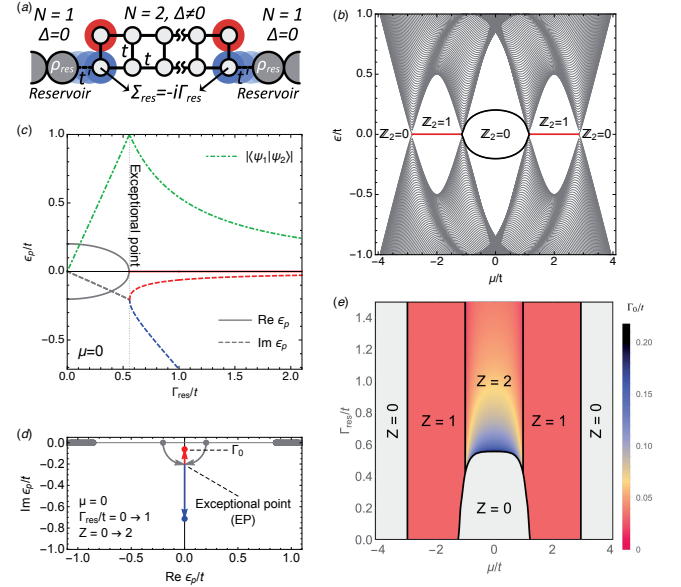 (a)
N = 1
Δ=0
N = 2, Δ≠0
N = 1
Δ=0
t
t
ρres
t'
t'
ρres
Reservoir
Σres=-iΓres
Reservoir
(b)
ϵ/t
1.0
0.5
0.0
-0.5
-1.0
ℤ2=0
ℤ2=1
ℤ2=0
ℤ2=1
ℤ2=0
-4
-2
0
2
4
μ/t
(c)
ϵp/t
1.0
0.5
0.0
-0.5
|⟨ψ1|ψ2⟩|
Exceptional point
Re ϵp
Im ϵp
μ=0
0.0
0.5
1.0
1.5
2.0
Γres/t
(d)
Im ϵp/t
0.0
-0.2
-0.4
-0.6
-0.8
-1.0
Γ0
Exceptional point
(EP)
μ = 0
Γres/t = 0 → 1
Z = 0 → 2
-1.0
-0.5
0.0
0.5
1.0
Re ϵp/t
(e)
Γres/t
1.4
1.2
1.0
0.8
0.6
0.4
0.2
0.0
Z = 0
Z = 1
Z = 2
Z = 1
Z = 0
Z = 0
-4
-2
0
2
4
μ/t
Γ0/t
0.20
0.15
0.10
0.05
0